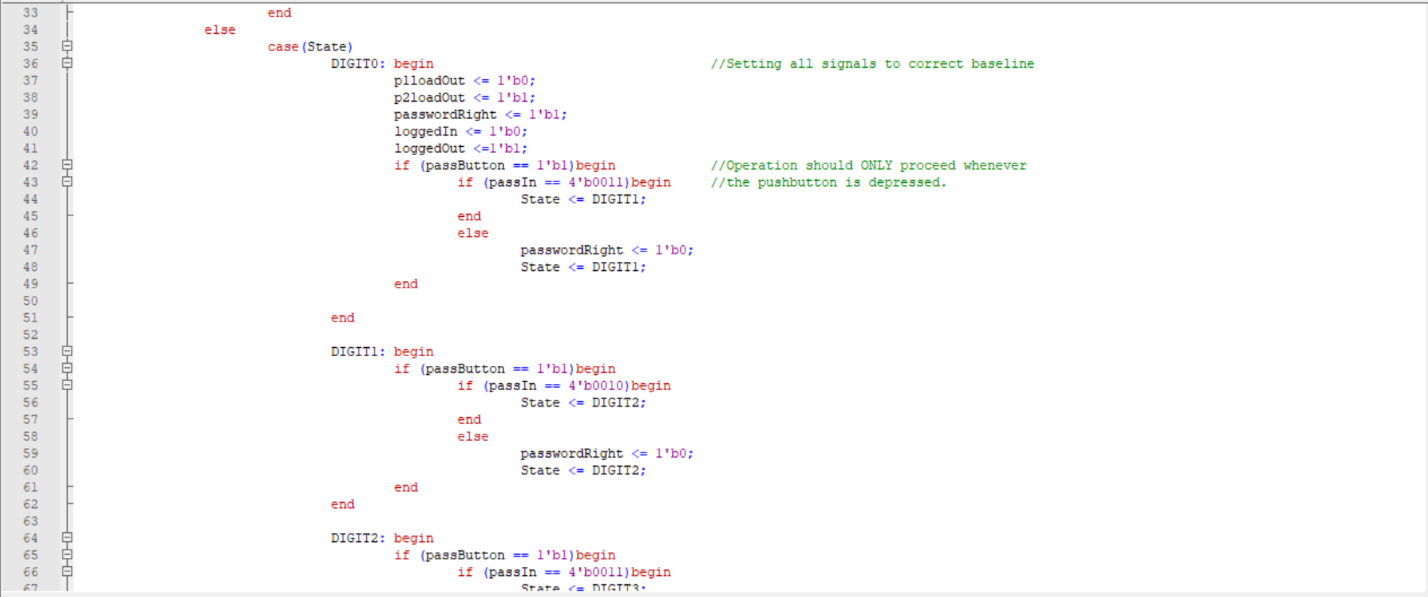 33 end
34 else
35 case(State)
36 DIGIT0: begin //Setting all signals to correct baseline
37 p1loadOut <= 1'b0;
38 p2loadOut <= 1'b1;
39 passwordRight <= 1'b1;
40 loggedIn <= 1'b0;
41 loggedOut <=1'b1;
42 if (passButton == 1'b1)begin //Operation should ONLY proceed whenever
43 if (passIn == 4'b0011)begin //the pushbutton is depressed.
44 State <= DIGIT1;
45 end
46 else
47 passwordRight <= 1'b0;
48 State <= DIGIT1;
49 end
50
51 end
52
53 DIGIT1: begin
54 if (passButton == 1'b1)begin
55 if (passIn == 4'b0010)begin
56 State <= DIGIT2;
57 end
58 else
59 passwordRight <= 1'b0;
60 State <= DIGIT2;
61 end
62 end
63
64 DIGIT2: begin
65 if (passButton == 1'b1)begin
66 if (passIn == 4'b0011)begin
67 State <= DIGIT3;